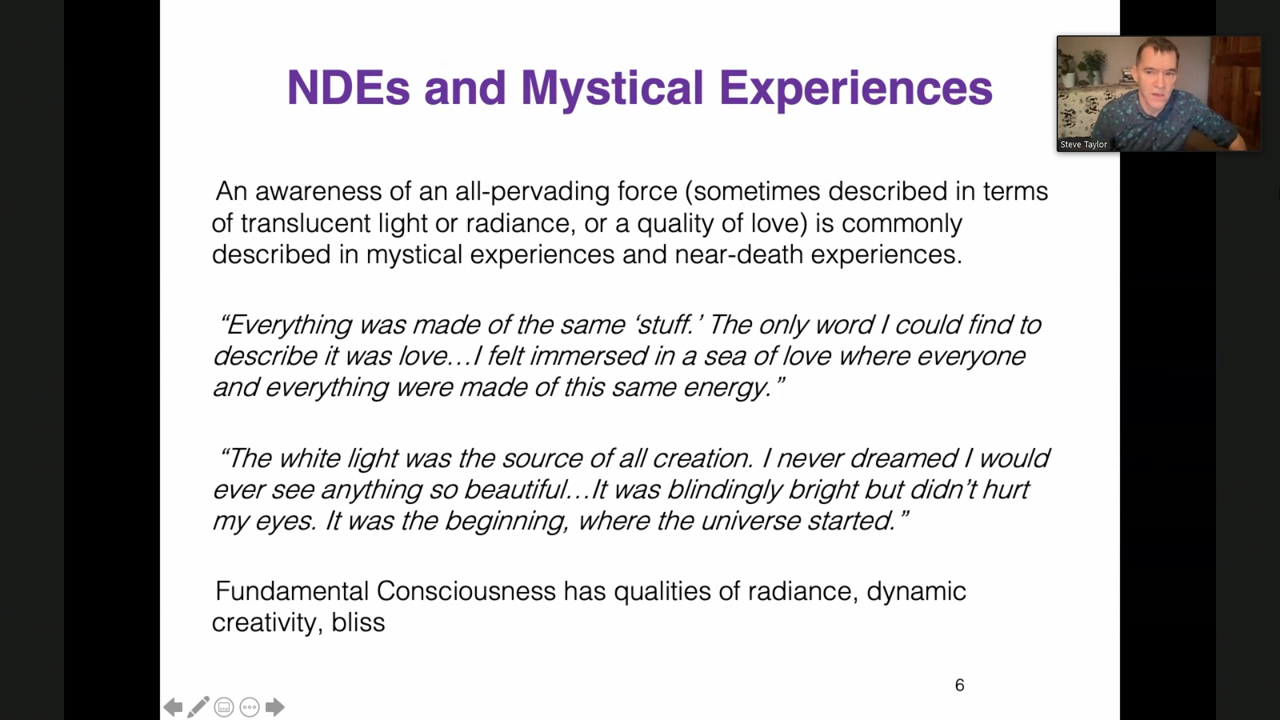 NDEs and Mystical Experiences
Steve Taylor
An awareness of an all-pervading force (sometimes described in terms
of translucent light or radiance, or a quality of love) is commonly
described in mystical experiences and near-death experiences.
“Everything was made of the same ‘stuff.’ The only word I could find to
describe it was love…I felt immersed in a sea of love where everyone
and everything were made of this same energy.”
“The white light was the source of all creation. I never dreamed I would
ever see anything so beautiful…It was blindingly bright but didn’t hurt
my eyes. It was the beginning, where the universe started.”
Fundamental Consciousness has qualities of radiance, dynamic
creativity, bliss
6